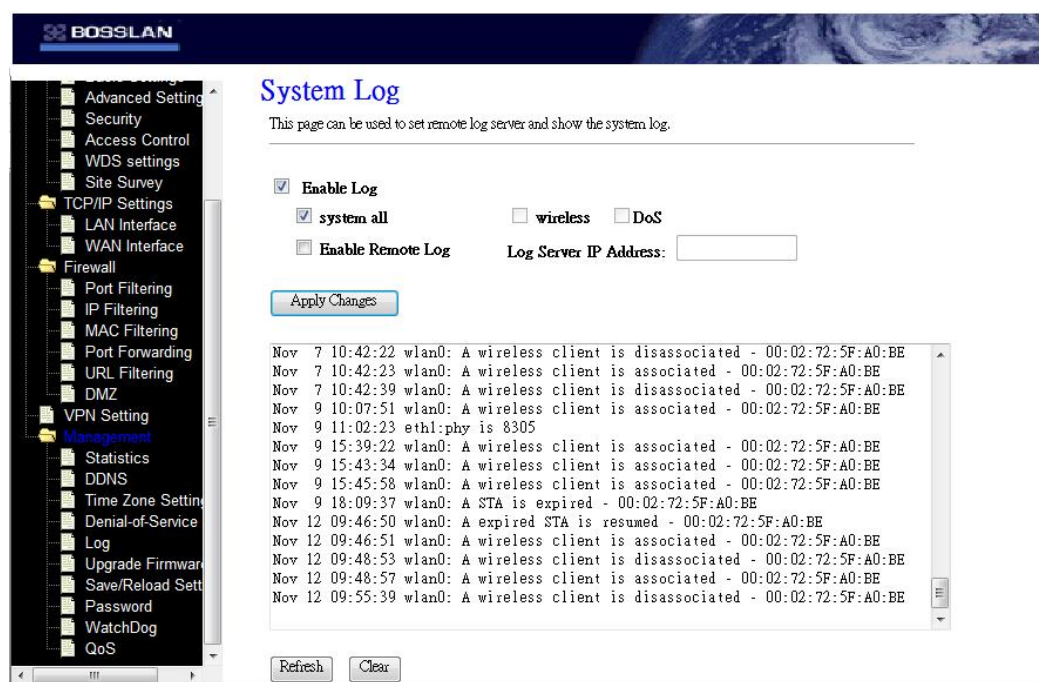 BOSSLAN
Advanced Setting
Security
Access Control
WDS settings
Site Survey
TCP/IP Settings
LAN Interface
WAN Interface
Firewall
Port Filtering
IP Filtering
MAC Filtering
Port Forwarding
URL Filtering
DMZ
VPN Setting
Management
Statistics
DDNS
Time Zone Setting
Denial-of-Service
Log
Upgrade Firmwar
Save/Reload Sett
Password
WatchDog
QoS
System Log
This page can be used to set remote log server and show the system log.
Enable Log
system all wireless DoS
Enable Remote Log Log Server IP Address:
Apply Changes
Nov 7 10:42:22 wlan0: A wireless client is disassociated - 00:02:72:5F:A0:BE
Nov 7 10:42:23 wlan0: A wireless client is associated - 00:02:72:5F:A0:BE
Nov 7 10:42:39 wlan0: A wireless client is disassociated - 00:02:72:5F:A0:BE
Nov 9 10:07:51 wlan0: A wireless client is associated - 00:02:72:5F:A0:BE
Nov 9 11:02:23 eth1:phy is 8305
Nov 9 15:39:22 wlan0: A wireless client is associated - 00:02:72:5F:A0:BE
Nov 9 15:43:34 wlan0: A wireless client is associated - 00:02:72:5F:A0:BE
Nov 9 15:45:58 wlan0: A wireless client is associated - 00:02:72:5F:A0:BE
Nov 9 18:09:37 wlan0: A STA is expired - 00:02:72:5F:A0:BE
Nov 12 09:46:50 wlan0: A expired STA is resumed - 00:02:72:5F:A0:BE
Nov 12 09:46:51 wlan0: A wireless client is associated - 00:02:72:5F:A0:BE
Nov 12 09:48:53 wlan0: A wireless client is disassociated - 00:02:72:5F:A0:BE
Nov 12 09:48:57 wlan0: A wireless client is associated - 00:02:72:5F:A0:BE
Nov 12 09:55:39 wlan0: A wireless client is disassociated - 00:02:72:5F:A0:BE
Refresh Clear